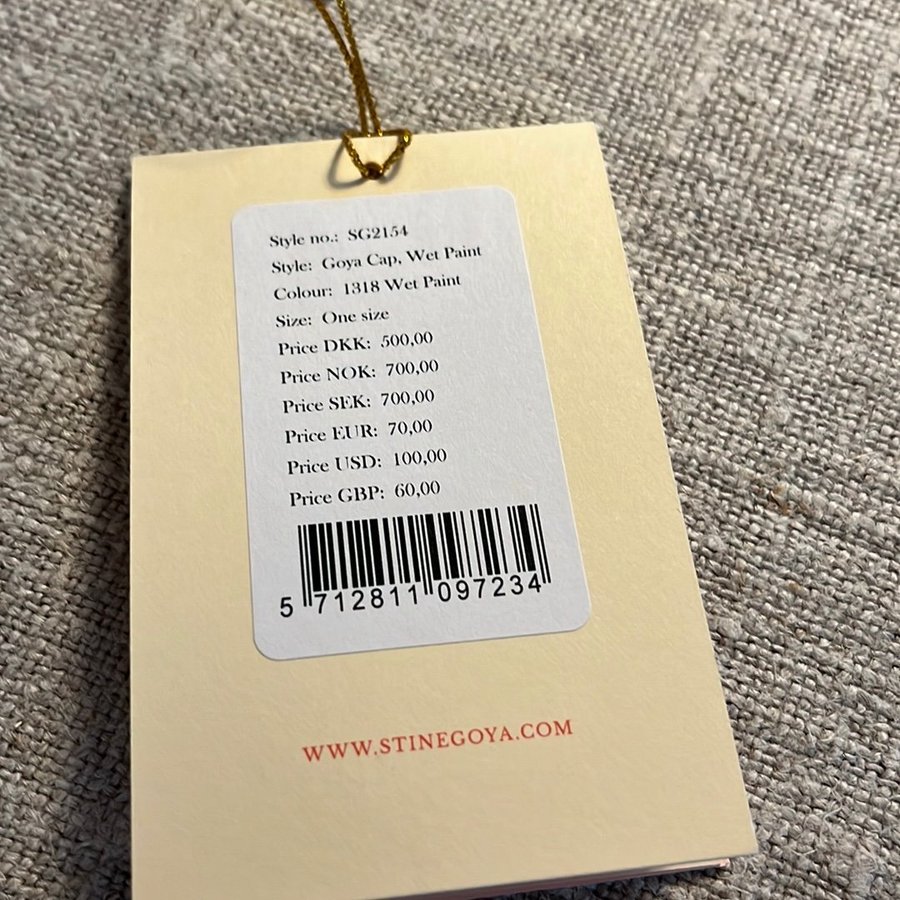 Style no.: SG2154
Style: Goya Cap, Wet Paint
Colour: 1318 Wet Paint
Size: One size
Price DKK: 500,00
Price NOK: 700,00
Price SEK: 700,00
Price EUR: 70,00
Price USD: 100,00
Price GBP: 60,00
5 712811 097234
WWW.STINEGOYA.COM